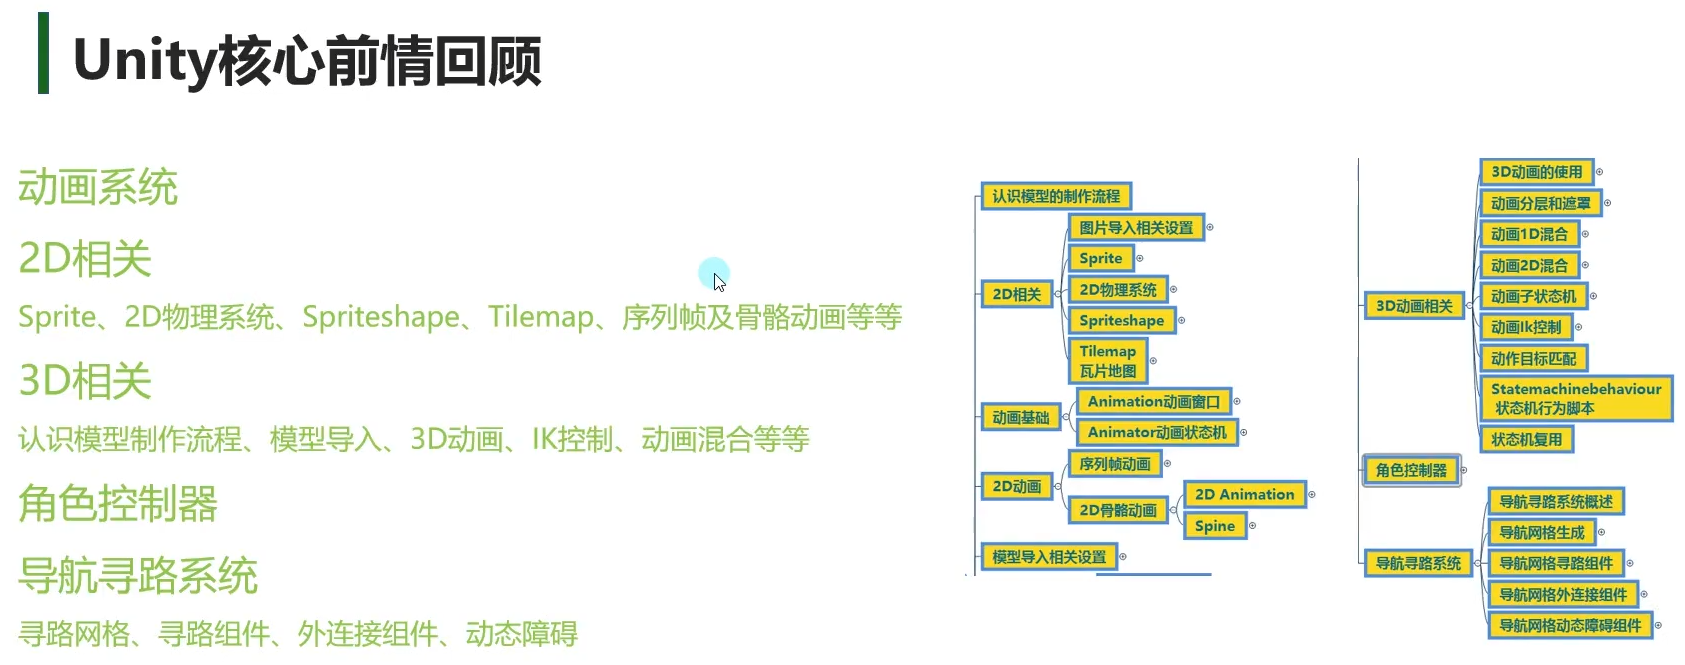 Unity核心前情回顾
动画系统
2D相关
Sprite、2D物理系统、Spriteshape、Tilemap、序列帧及骨骼动画等等
3D相关
认识模型制作流程、模型导入、3D动画、IK控制、动画混合等等
角色控制器
导航寻路系统
寻路网格、寻路组件、外连接组件、动态障碍
认识模型的制作流程
2D相关
图片导入相关设置
Sprite
2D物理系统
Spriteshape
Tilemap
瓦片地图
动画基础
Animation动画窗口
Animator动画状态机
2D动画
序列帧动画
2D骨骼动画
2D Animation
Spine
模型导入相关设置
3D动画相关
3D动画的使用
动画分层和遮罩
动画1D混合
动画2D混合
动画子状态机
动画Ik控制
动作目标匹配
Statemachinebehaviour
状态机行为脚本
状态机复用
角色控制器
导航寻路系统
导航寻路系统概述
导航网格生成
导航网格寻路组件
导航网格外连接组件
导航网格动态障碍组件